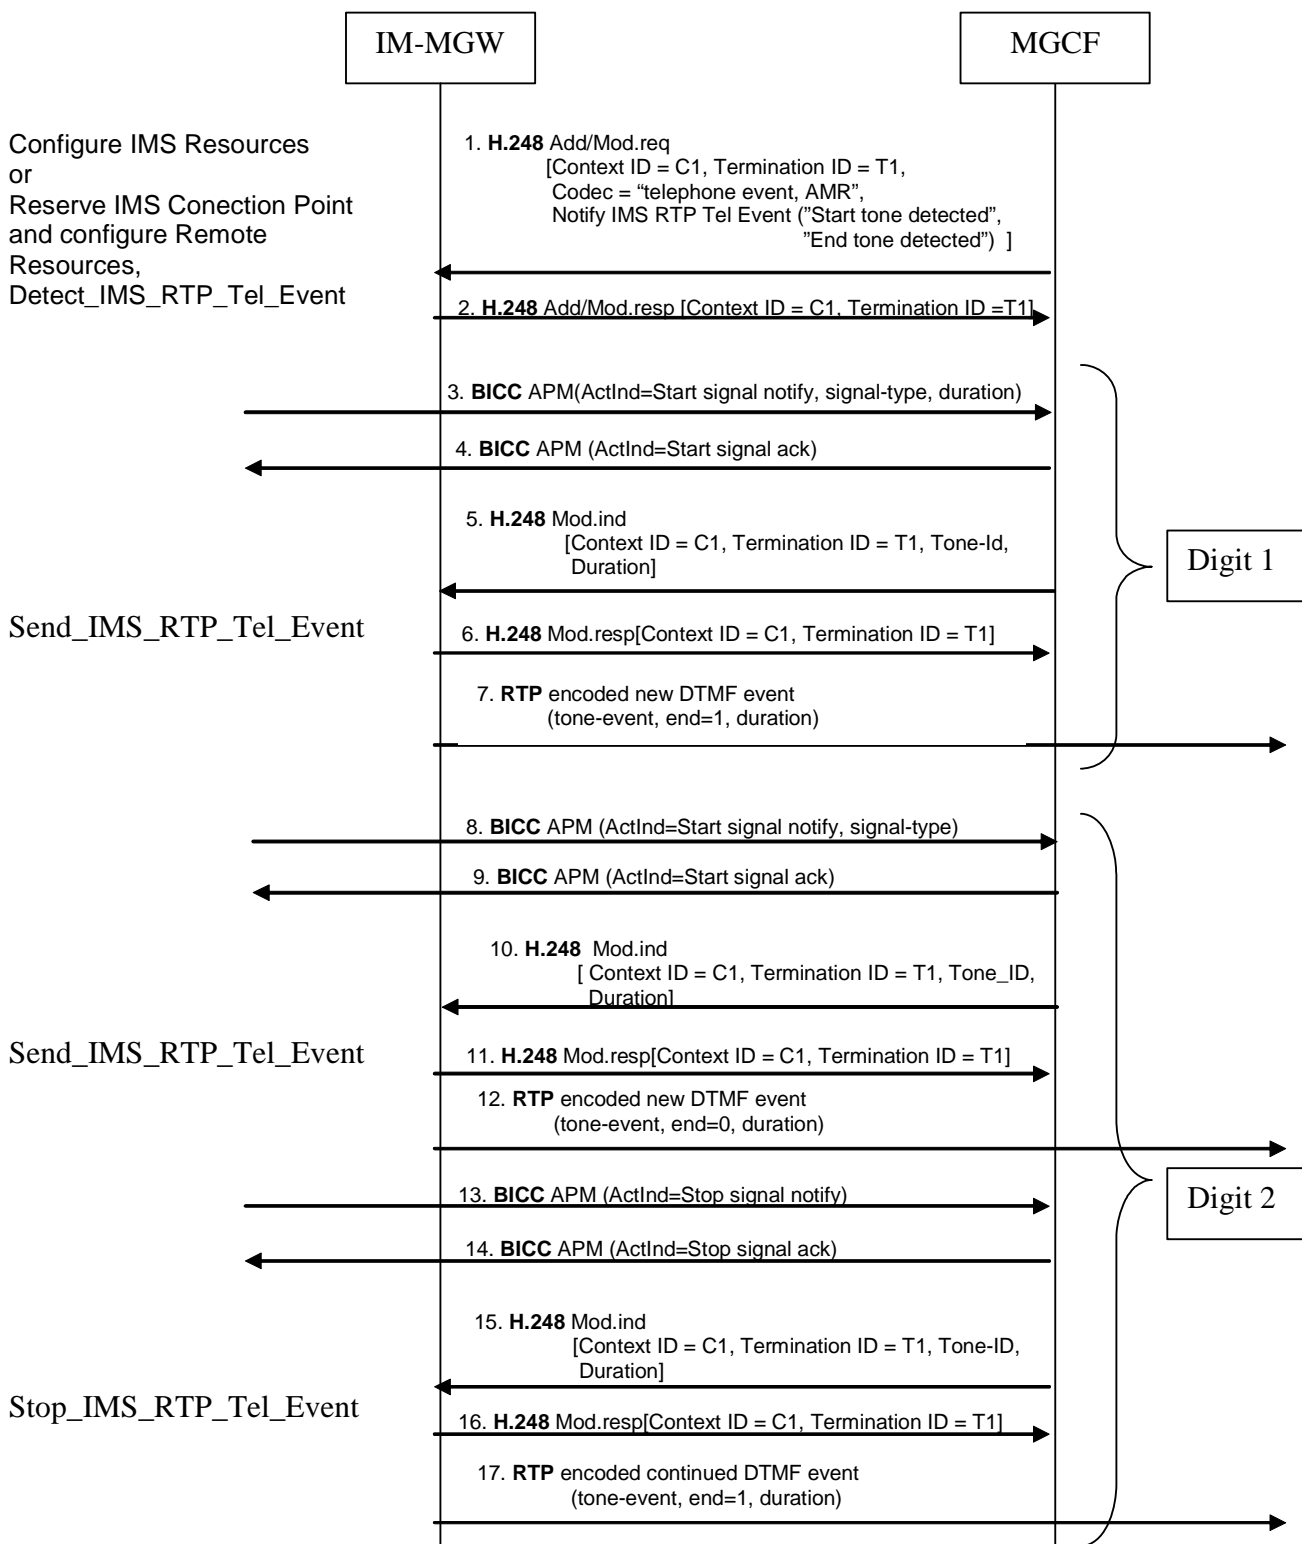 IM-MGW
MGCF
Configure IMS Resources
or
Reserve IMS Conection Point
and configure Remote
Resources,
Detect_IMS_RTP_Tel_Event
1. H.248 Add/Mod.req
[Context ID = C1, Termination ID = T1,
Codec = “telephone event, AMR”,
Notify IMS RTP Tel Event (”Start tone detected”,
”End tone detected”) ]
2. H.248 Add/Mod.resp [Context ID = C1, Termination ID =T1]
3. BICC APM(ActInd=Start signal notify, signal-type, duration)
4. BICC APM (ActInd=Start signal ack)
5. H.248 Mod.ind
[Context ID = C1, Termination ID = T1, Tone-Id,
Duration]
Digit 1
Send_IMS_RTP_Tel_Event
6. H.248 Mod.resp[Context ID = C1, Termination ID = T1]
7. RTP encoded new DTMF event
(tone-event, end=1, duration)
8. BICC APM (ActInd=Start signal notify, signal-type)
9. BICC APM (ActInd=Start signal ack)
10. H.248 Mod.ind
[ Context ID = C1, Termination ID = T1, Tone_ID,
Duration]
Send_IMS_RTP_Tel_Event
11. H.248 Mod.resp[Context ID = C1, Termination ID = T1]
12. RTP encoded new DTMF event
(tone-event, end=0, duration)
13. BICC APM (ActInd=Stop signal notify)
Digit 2
14. BICC APM (ActInd=Stop signal ack)
15. H.248 Mod.ind
[Context ID = C1, Termination ID = T1, Tone-ID,
Duration]
Stop_IMS_RTP_Tel_Event
16. H.248 Mod.resp[Context ID = C1, Termination ID = T1]
17. RTP encoded continued DTMF event
(tone-event, end=1, duration)